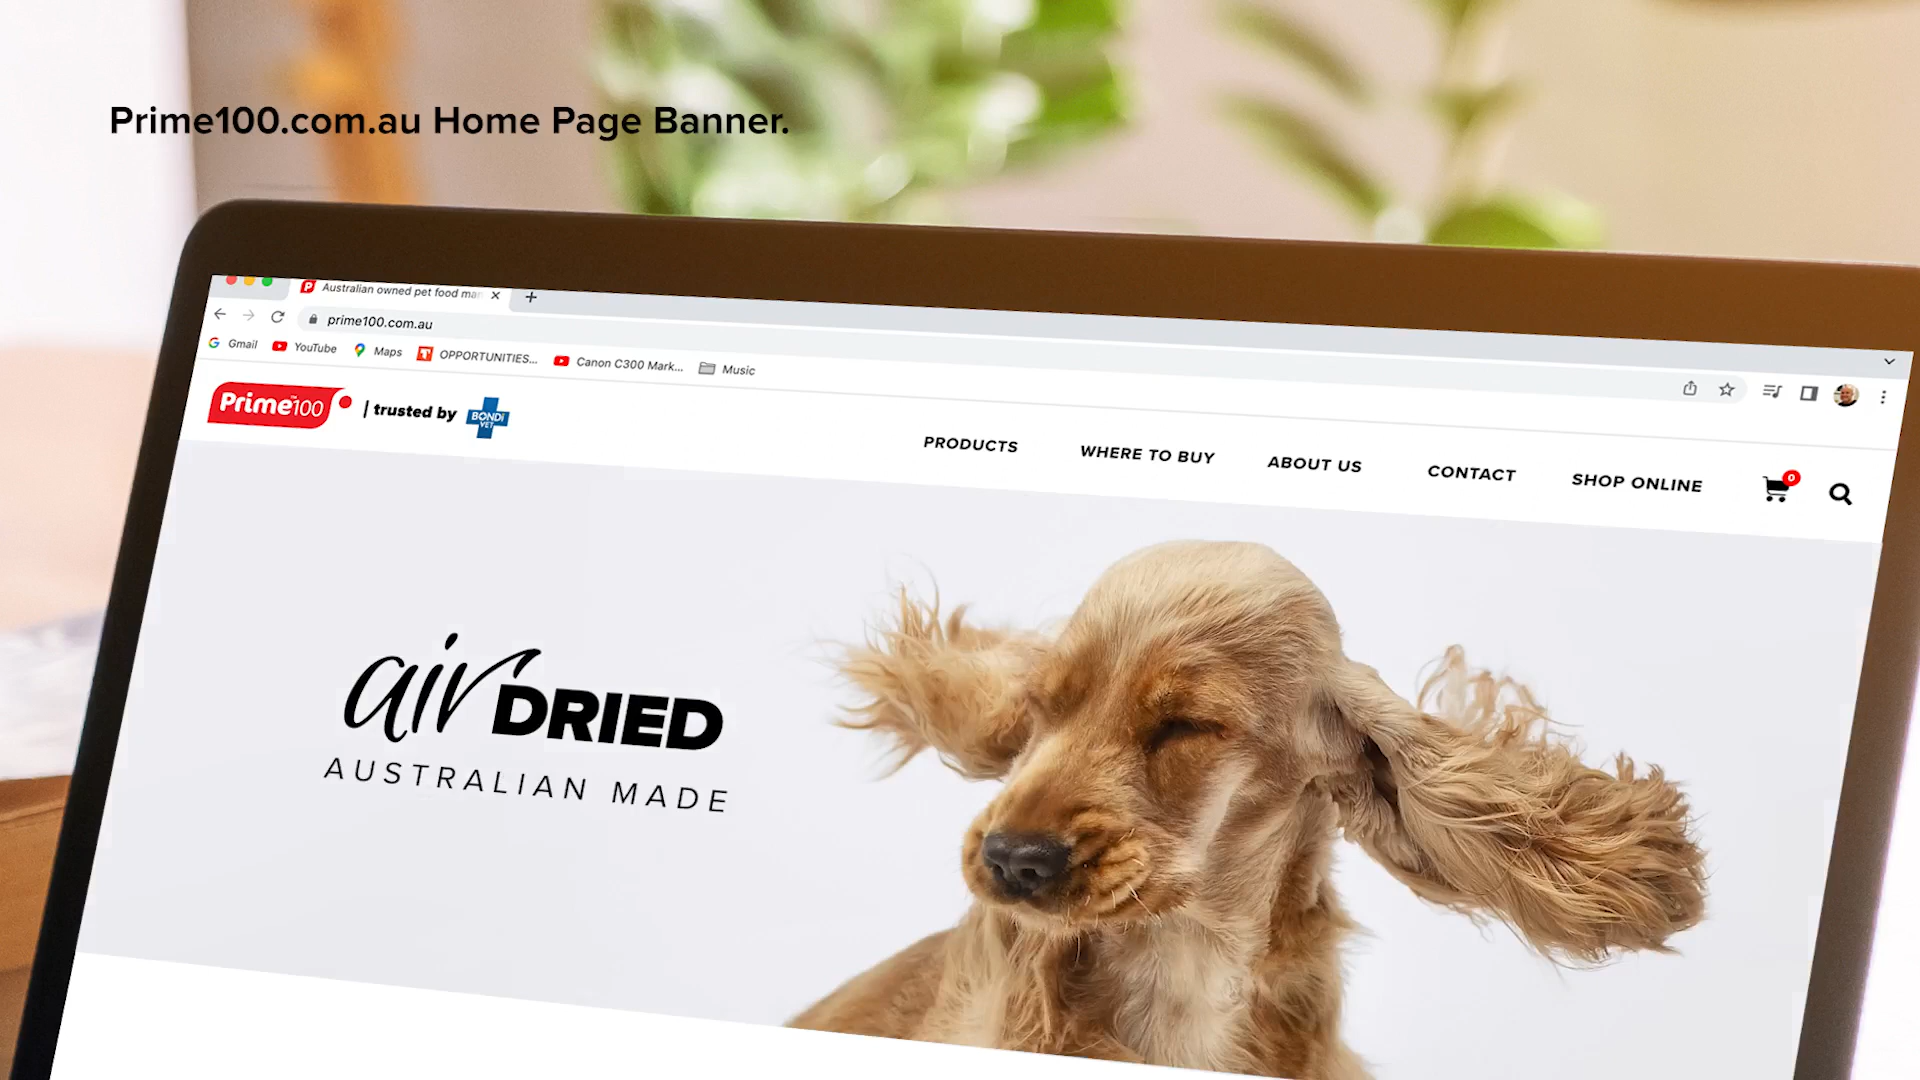 Prime100.com.au Home Page Banner.
Australian owned pet food ma
prime100.com.au
Gmail
YouTube
Maps
OPPORTUNITIES...
Canon C300 Mark...
Music
Prime100™
| trusted by
BONDI VET
PRODUCTS
WHERE TO BUY
ABOUT US
CONTACT
SHOP ONLINE
0
air DRIED
AUSTRALIAN MADE